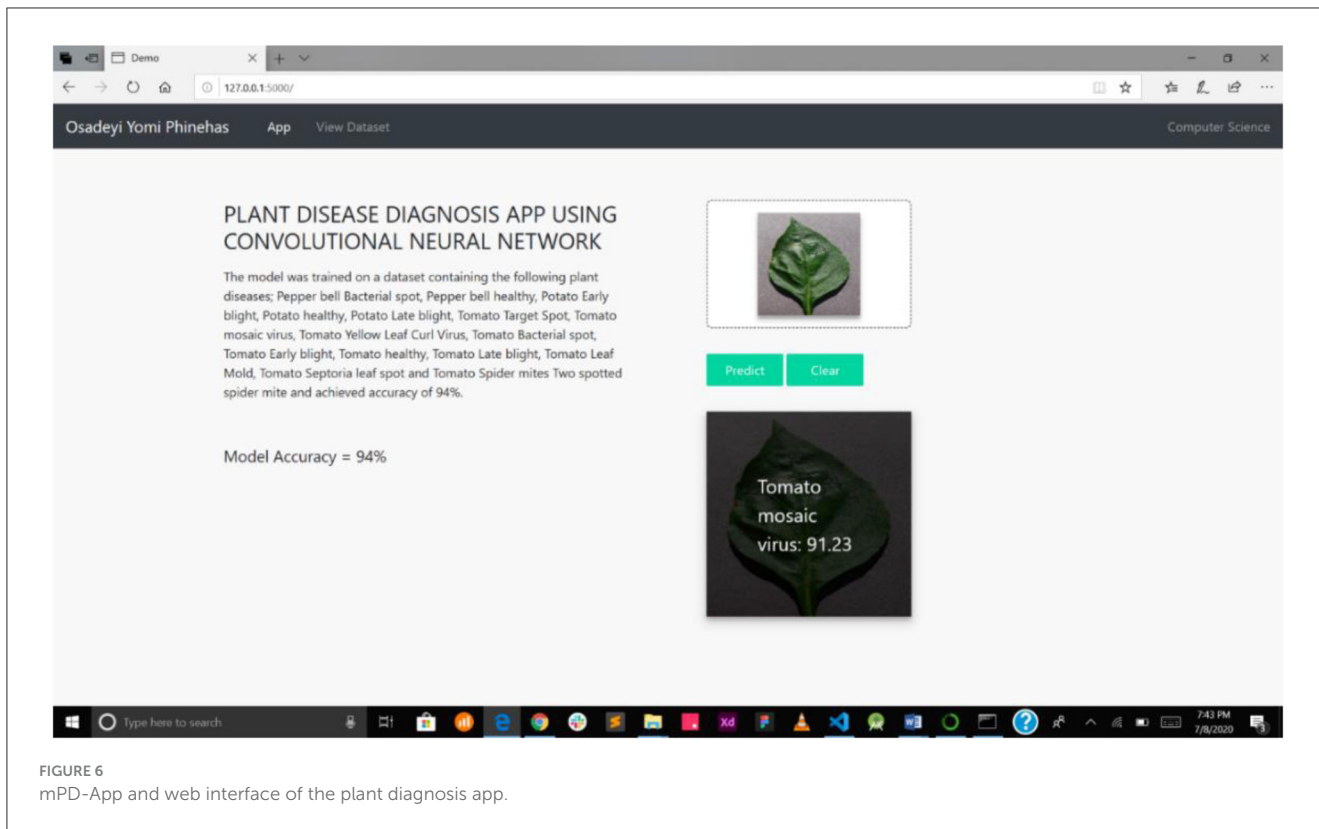 Demo
127.0.0.1:5000/
Osadeyi Yomi Phinehas App View Dataset Computer Science
PLANT DISEASE DIAGNOSIS APP USING
CONVOLUTIONAL NEURAL NETWORK
The model was trained on a dataset containing the following plant
diseases; Pepper bell Bacterial spot, Pepper bell healthy, Potato Early
blight, Potato healthy, Potato Late blight, Tomato Target Spot, Tomato
mosaic virus, Tomato Yellow Leaf Curl Virus, Tomato Bacterial spot,
Tomato Early blight, Tomato healthy, Tomato Late blight, Tomato Leaf
Mold, Tomato Septoria leaf spot and Tomato Spider mites Two spotted
spider mite and achieved accuracy of 94%.
Model Accuracy = 94%
Predict Clear
Tomato
mosaic
virus: 91.23
Type here to search
Xd
7:43 PM
7/8/2020
3
FIGURE 6
mPD-App and web interface of the plant diagnosis app.